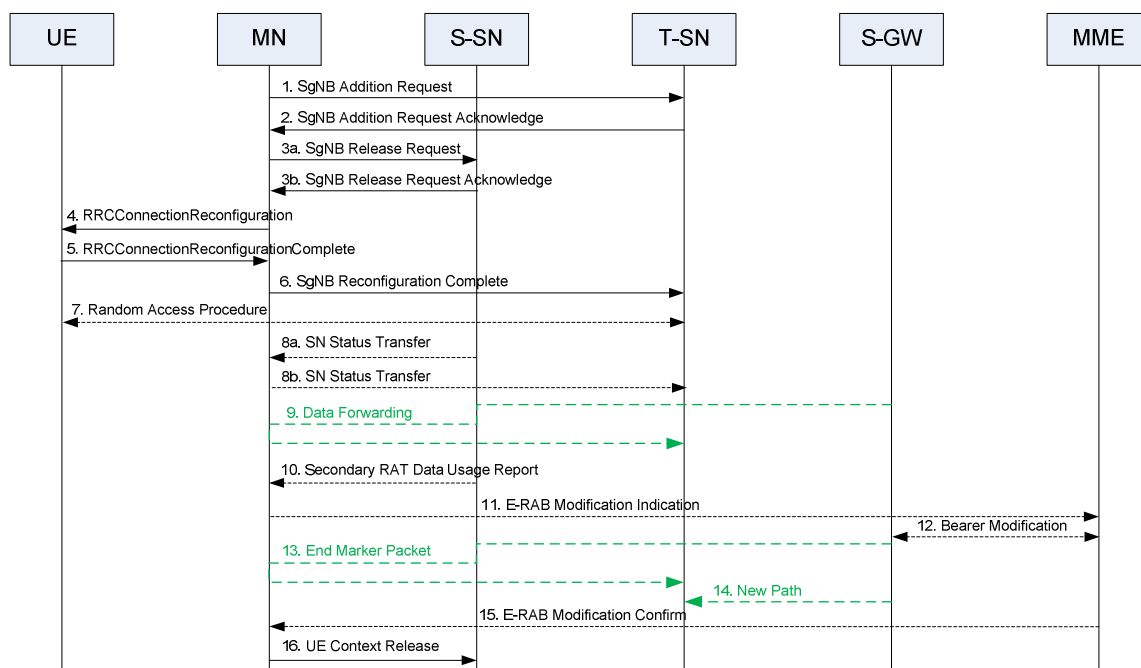 UE
MN
S-SN
T-SN
S-GW
MME
1. SgNB Addition Request
2. SgNB Addition Request Acknowledge
3a. SgNB Release Request
3b. SgNB Release Request Acknowledge
4. RRCConnectionReconfiguration
5. RRCConnectionReconfigurationComplete
6. SgNB Reconfiguration Complete
7. Random Access Procedure
8a. SN Status Transfer
8b. SN Status Transfer
9. Data Forwarding
10. Secondary RAT Data Usage Report
11. E-RAB Modification Indication
12. Bearer Modification
13. End Marker Packet
14. New Path
15. E-RAB Modification Confirm
16. UE Context Release